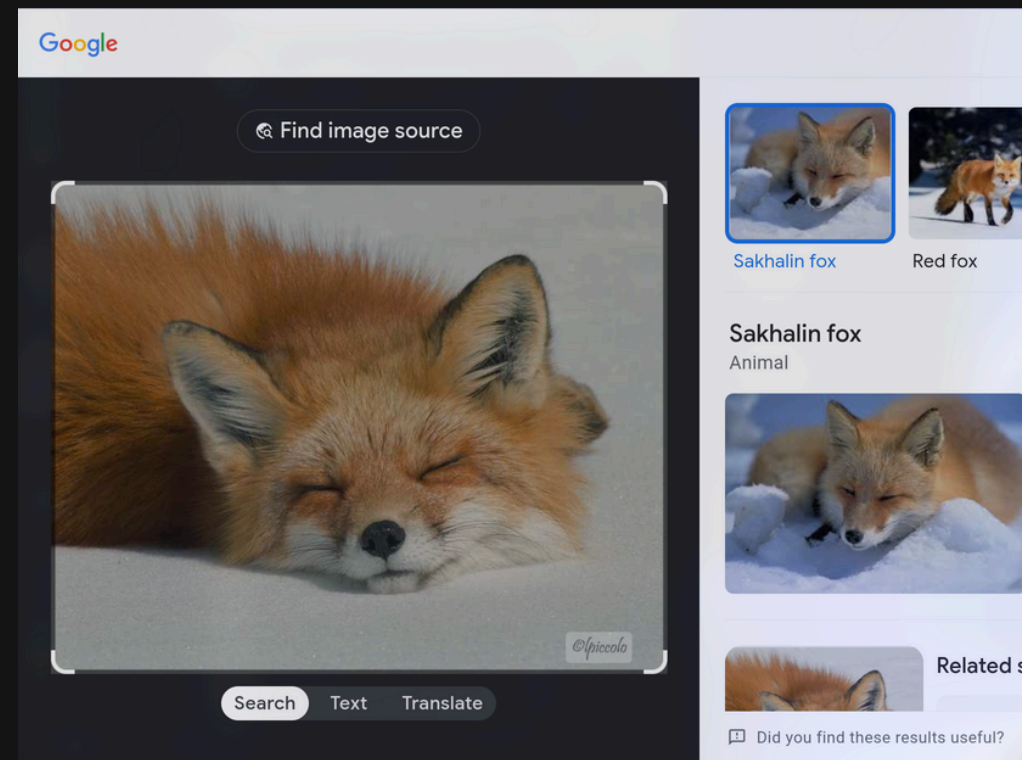 Google
Find image source
©lpiccolo
Search
Text
Translate
Sakhalin fox
Red fox
Sakhalin fox
Animal
Related
Did you find these results useful?